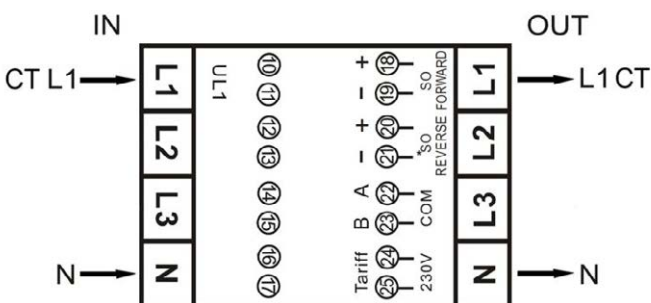 IN
OUT
CT L1
L1
UL1
10
11
+ 18
- 19
SO
FORWARD
L1
L1 CT
L2
12
13
+ 20
- 21
*SO
REVERSE
L2
L3
14
15
A 22
B 23
COM
L3
N
N
16
17
Tariff 24
25
230V
N
N